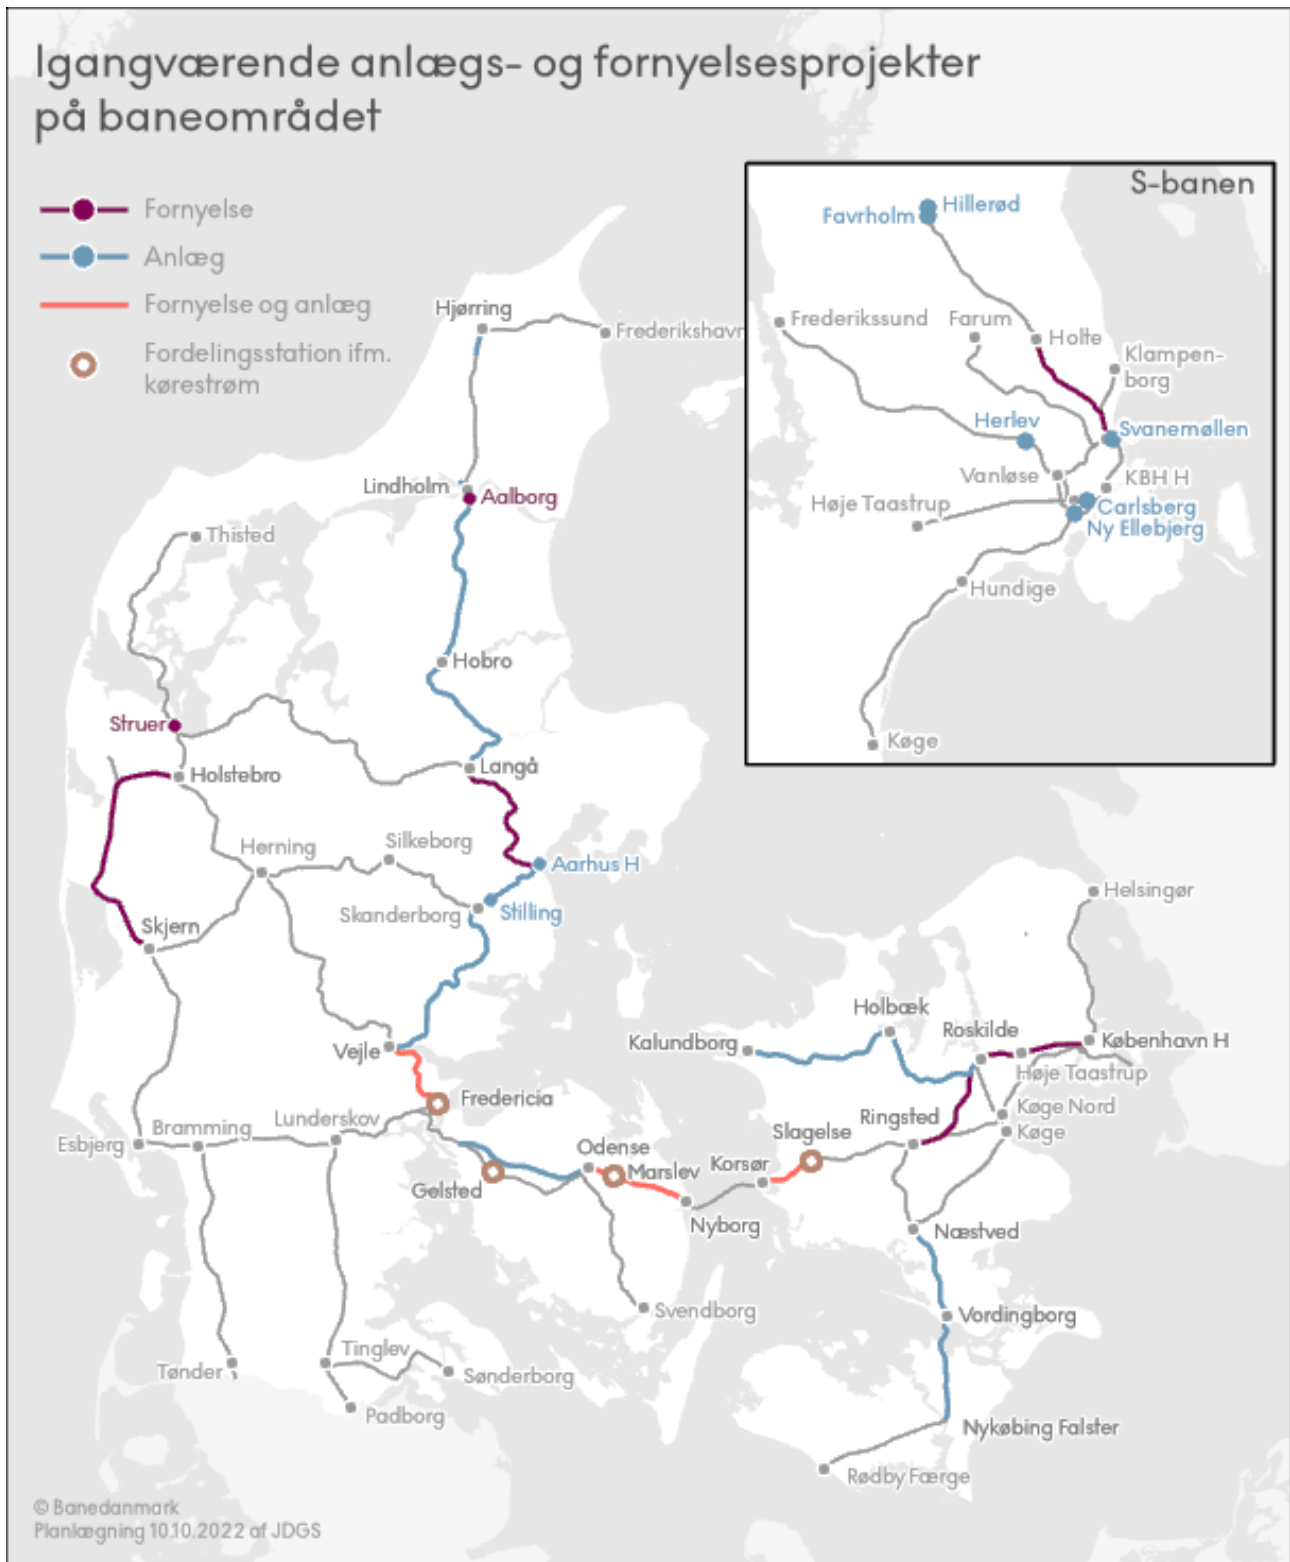 Igangværende anlægs- og fornyelsesprojekter
på baneområdet
Fornyelse
Anlæg
Fornyelse og anlæg
Fordelingsstation ifm.
kørestrøm
S-banen
Hillerød
Favrholm
Frederikssund
Farum
Holte
Klampen-
borg
Herlev
Svanemøllen
Vanløse
KBH H
Høje Taastrup
Carlsberg
Ny Ellebjerg
Hundige
Køge
Hjørring
Frederikshavn
Lindholm
Aalborg
Thisted
Hobro
Struer
Langå
Holstebro
Herning
Silkeborg
Aarhus H
Skanderborg
Stilling
Skjern
Vejle
Fredericia
Lunderskov
Bramming
Esbjerg
Gelsted
Odense
Marslev
Nyborg
Korsør
Slagelse
Ringsted
Kalundborg
Holbæk
Roskilde
Helsingør
København H
Høje Taastrup
Køge Nord
Køge
Næstved
Svendborg
Vordingborg
Tønder
Tinglev
Sønderborg
Padborg
Nykøbing Falster
Rødby Færge
© Banedanmark
Planlægning 10.10.2022 af JDGS